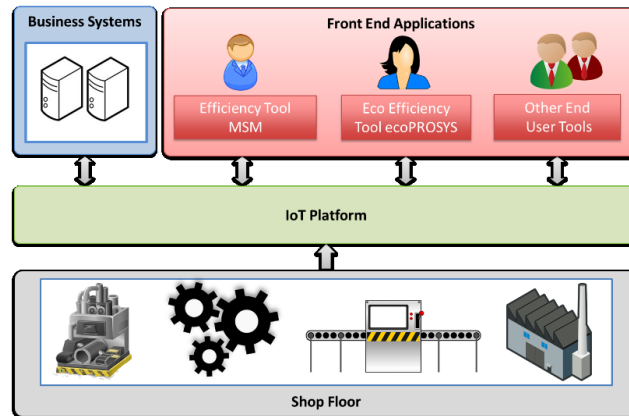 Business Systems
Front End Applications
Efficiency Tool
MSM
Eco Efficiency
Tool ecoPROSYS
Other End
User Tools
IoT Platform
Shop Floor